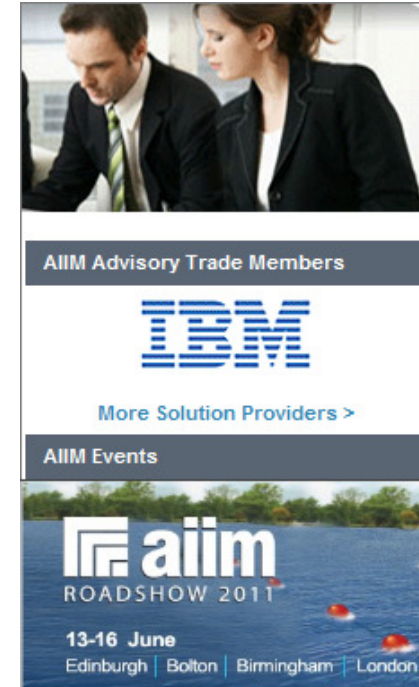 AIIM Advisory Trade Members
IBM
More Solution Providers >
AIIM Events
aiim
ROADSHOW 2011
13-16 June
Edinburgh | Bolton | Birmingham | London